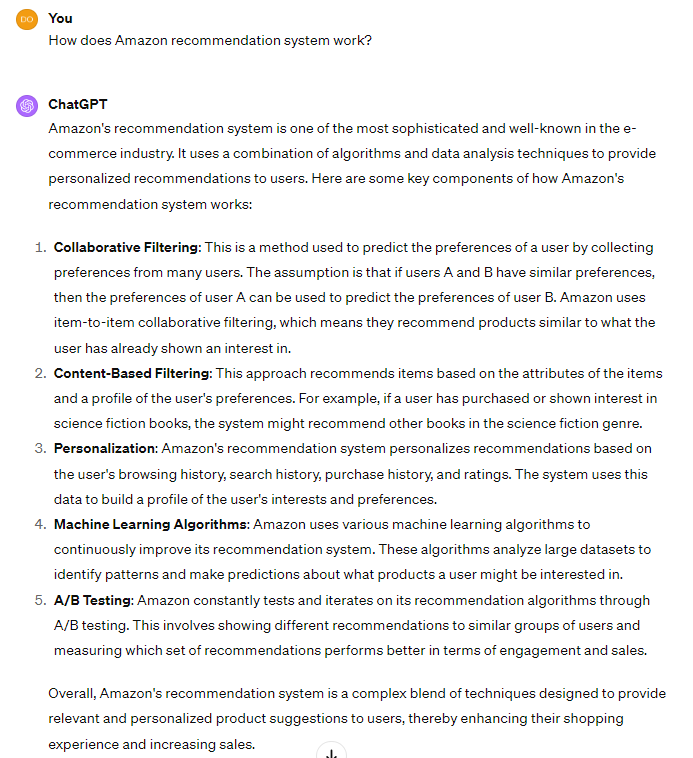 DO You
How does Amazon recommendation system work?
ChatGPT
Amazon's recommendation system is one of the most sophisticated and well-known in the e-
commerce industry. It uses a combination of algorithms and data analysis techniques to provide
personalized recommendations to users. Here are some key components of how Amazon's
recommendation system works:
1. Collaborative Filtering: This is a method used to predict the preferences of a user by collecting
preferences from many users. The assumption is that if users A and B have similar preferences,
then the preferences of user A can be used to predict the preferences of user B. Amazon uses
item-to-item collaborative filtering, which means they recommend products similar to what the
user has already shown an interest in.
2. Content-Based Filtering: This approach recommends items based on the attributes of the items
and a profile of the user's preferences. For example, if a user has purchased or shown interest in
science fiction books, the system might recommend other books in the science fiction genre.
3. Personalization: Amazon's recommendation system personalizes recommendations based on
the user's browsing history, search history, purchase history, and ratings. The system uses this
data to build a profile of the user's interests and preferences.
4. Machine Learning Algorithms: Amazon uses various machine learning algorithms to
continuously improve its recommendation system. These algorithms analyze large datasets to
identify patterns and make predictions about what products a user might be interested in.
5. A/B Testing: Amazon constantly tests and iterates on its recommendation algorithms through
A/B testing. This involves showing different recommendations to similar groups of users and
measuring which set of recommendations performs better in terms of engagement and sales.
Overall, Amazon's recommendation system is a complex blend of techniques designed to provide
relevant and personalized product suggestions to users, thereby enhancing their shopping
experience and increasing sales.